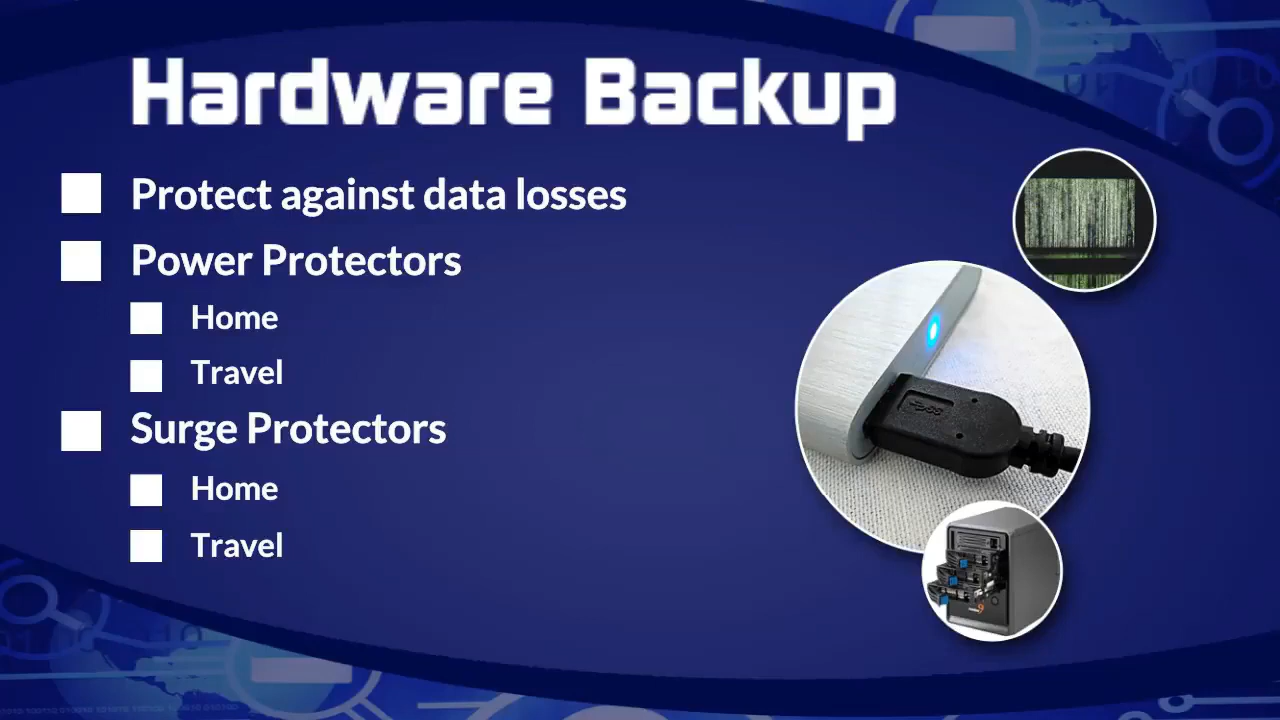 Hardware Backup
Protect against data losses
Power Protectors
Home
Travel
Surge Protectors
Home
Travel